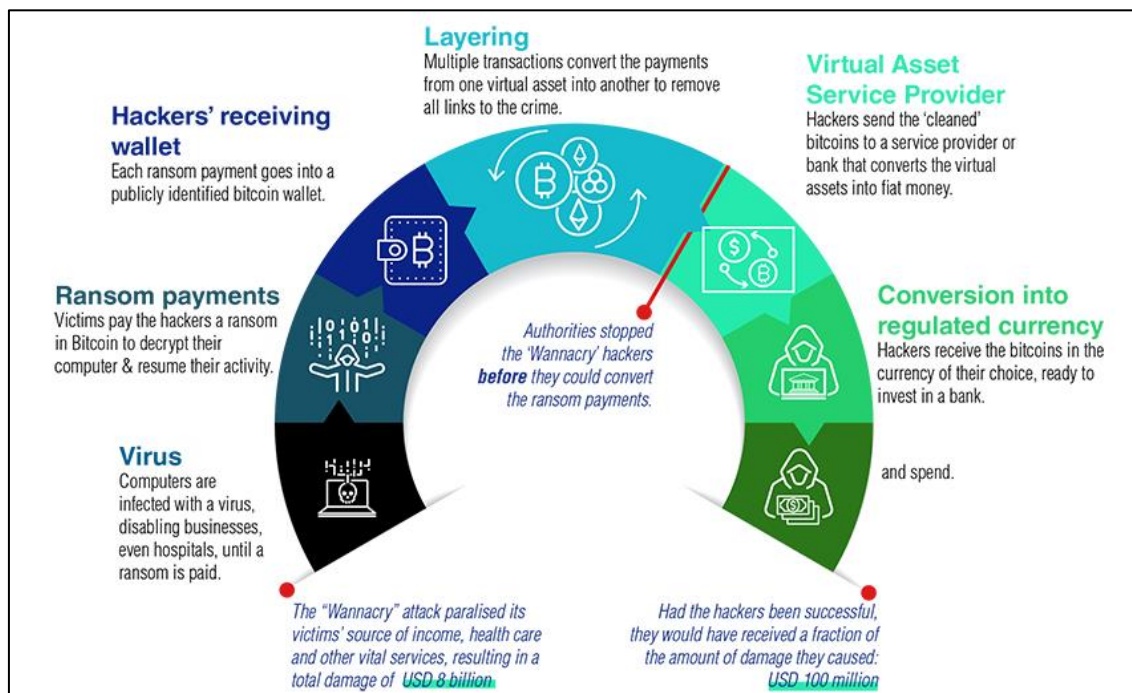 Virus
Computers are
infected with a virus,
disabling businesses,
even hospitals, until a
ransom is paid.
Ransom payments
Victims pay the hackers a ransom
in Bitcoin to decrypt their
computer & resume their activity.
Hackers’ receiving
wallet
Each ransom payment goes into a
publicly identified bitcoin wallet.
Layering
Multiple transactions convert the payments
from one virtual asset into another to remove
all links to the crime.
Virtual Asset
Service Provider
Hackers send the ‘cleaned’
bitcoins to a service provider or
bank that converts the virtual
assets into fiat money.
Conversion into
regulated currency
Hackers receive the bitcoins in the
currency of their choice, ready to
invest in a bank.
and spend.
Authorities stopped
the ‘Wannacry’ hackers
before they could convert
the ransom payments.
The “Wannacry” attack paralised its
victims’ source of income, health care
and other vital services, resulting in a
total damage of USD 8 billion
Had the hackers been successful,
they would have received a fraction of
the amount of damage they caused:
USD 100 million